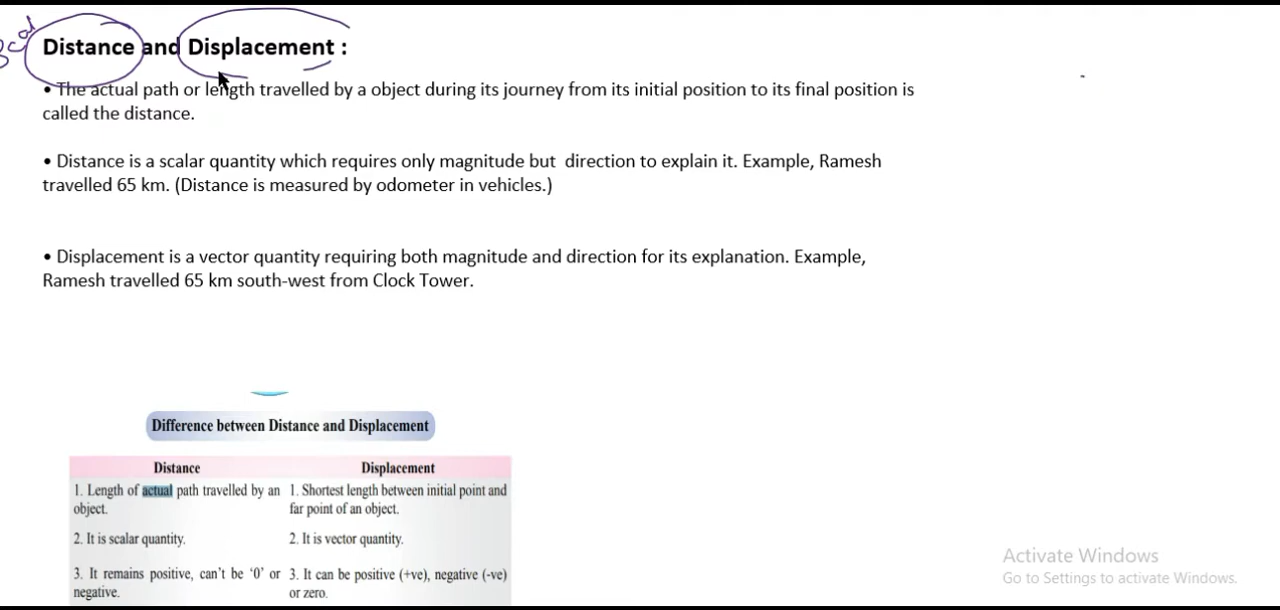 scal
Distance and Displacement :
• The actual path or length travelled by a object during its journey from its initial position to its final position is
called the distance.
• Distance is a scalar quantity which requires only magnitude but direction to explain it. Example, Ramesh
travelled 65 km. (Distance is measured by odometer in vehicles.)
• Displacement is a vector quantity requiring both magnitude and direction for its explanation. Example,
Ramesh travelled 65 km south-west from Clock Tower.
Difference between Distance and Displacement
Distance Displacement
1. Length of actual path travelled by an 1. Shortest length between initial point and
object. far point of an object.
2. It is scalar quantity. 2. It is vector quantity.
3. It remains positive, can't be '0' or 3. It can be positive (+ve), negative (-ve)
negative. or zero.
Activate Windows
Go to Settings to activate Windows.